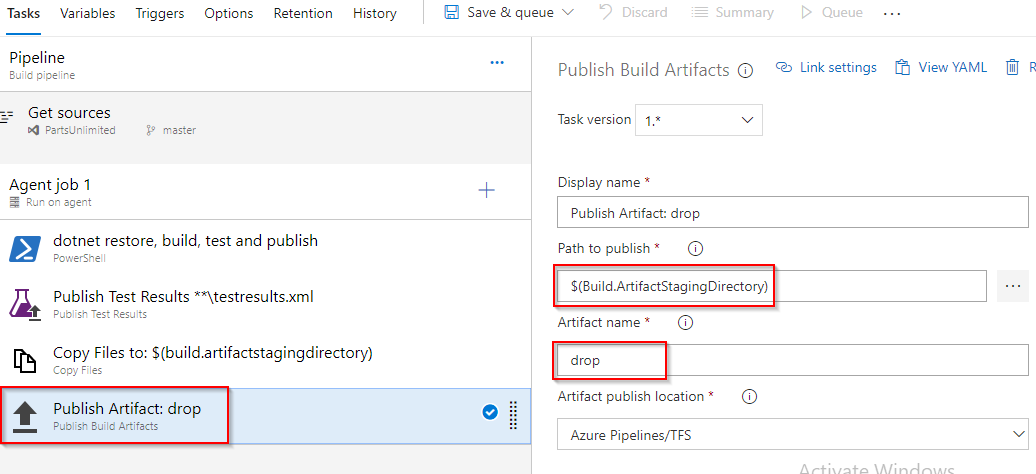 Tasks Variables Triggers Options Retention History Save & queue Discard Summary Queue ...
Pipeline
Build pipeline
...
Get sources
PartsUnlimited master
Agent job 1
Run on agent
dotnet restore, build, test and publish
PowerShell
Publish Test Results **\testresults.xml
Publish Test Results
Copy Files to: $(build.artifactstagingdirectory)
Copy Files
Publish Artifact: drop
Publish Build Artifacts
Publish Build Artifacts Link settings View YAML R
Task version 1.*
Display name *
Publish Artifact: drop
Path to publish *
$(Build.ArtifactStagingDirectory)
...
Artifact name *
drop
Artifact publish location *
Azure Pipelines/TFS
Activate Windows